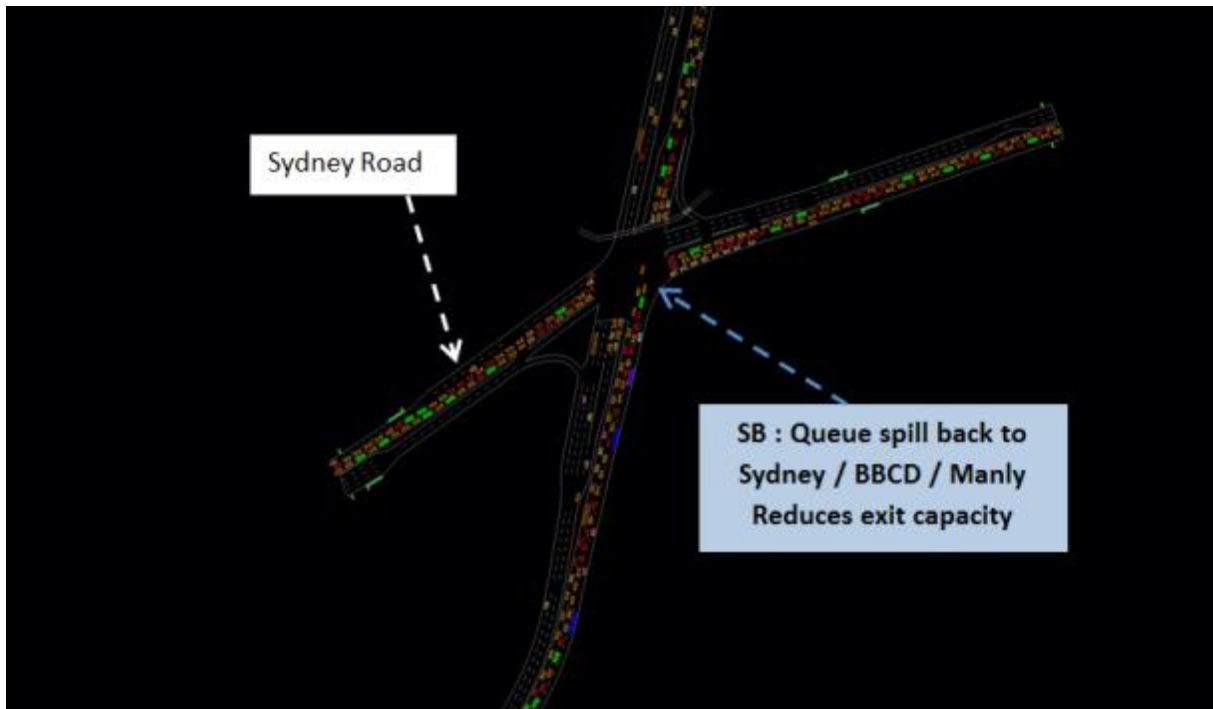 Sydney Road
SB : Queue spill back to
Sydney / BBCD / Manly
Reduces exit capacity